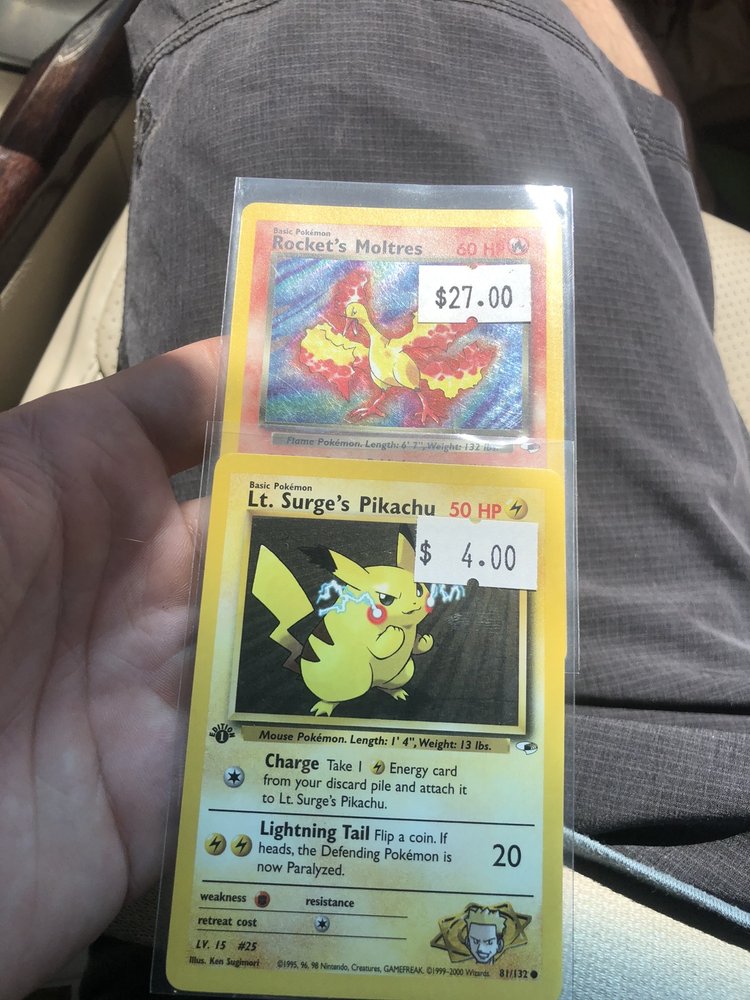 Basic Pokémon
Rocket's Moltres 60 HP
$27.00
Flame Pokémon. Length: 6' 7", Weight: 132 lbs.
Basic Pokémon
Lt. Surge's Pikachu 50 HP
$ 4.00
EDITION
1
Mouse Pokémon. Length: 1' 4", Weight: 13 lbs.
Charge Take 1 Energy card
from your discard pile and attach it
to Lt. Surge's Pikachu.
Lightning Tail Flip a coin. If
heads, the Defending Pokémon is
now Paralyzed.
20
weakness resistance
retreat cost
LV. 15 #25
Illus. Ken Sugimori ©1995, 96, 98 Nintendo, Creatures, GAMEFREAK. ©1999-2000 Wizards. 81/132